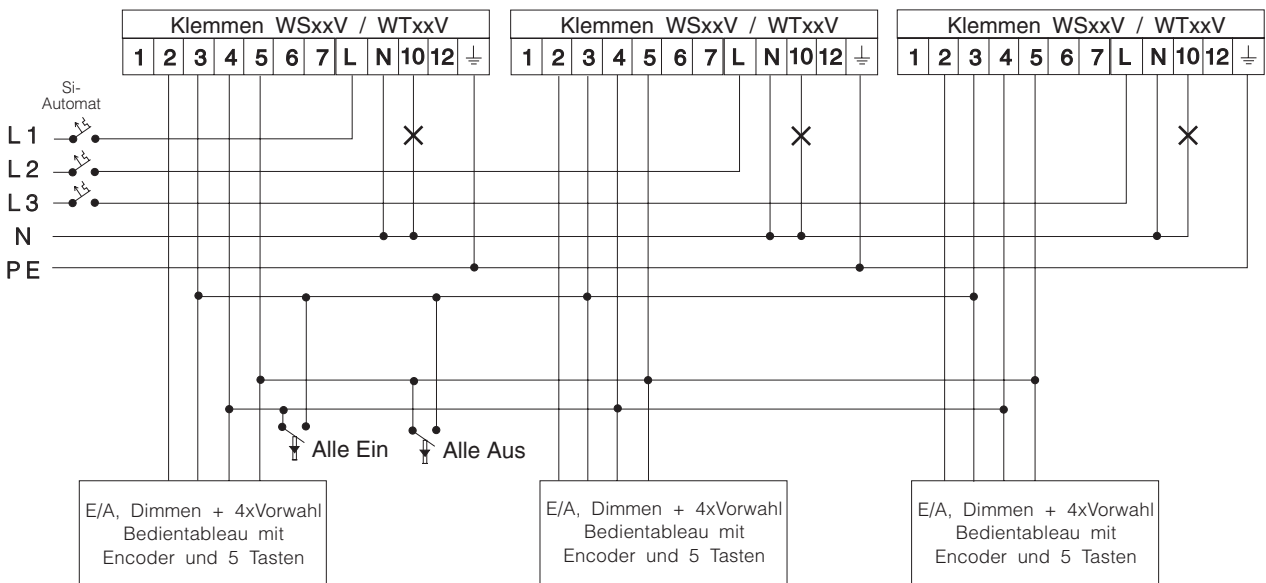 Klemmen WSxxV / WTxxV
1 2 3 4 5 6 7 L N 10 12
Klemmen WSxxV / WTxxV
1 2 3 4 5 6 7 L N 10 12
Klemmen WSxxV / WTxxV
1 2 3 4 5 6 7 L N 10 12
Si-
Automat
L1
L2
L3
N
PE
Alle Ein
Alle Aus
E/A, Dimmen + 4xVorwahl
Bedientableau mit
Encoder und 5 Tasten
E/A, Dimmen + 4xVorwahl
Bedientableau mit
Encoder und 5 Tasten
E/A, Dimmen + 4xVorwahl
Bedientableau mit
Encoder und 5 Tasten